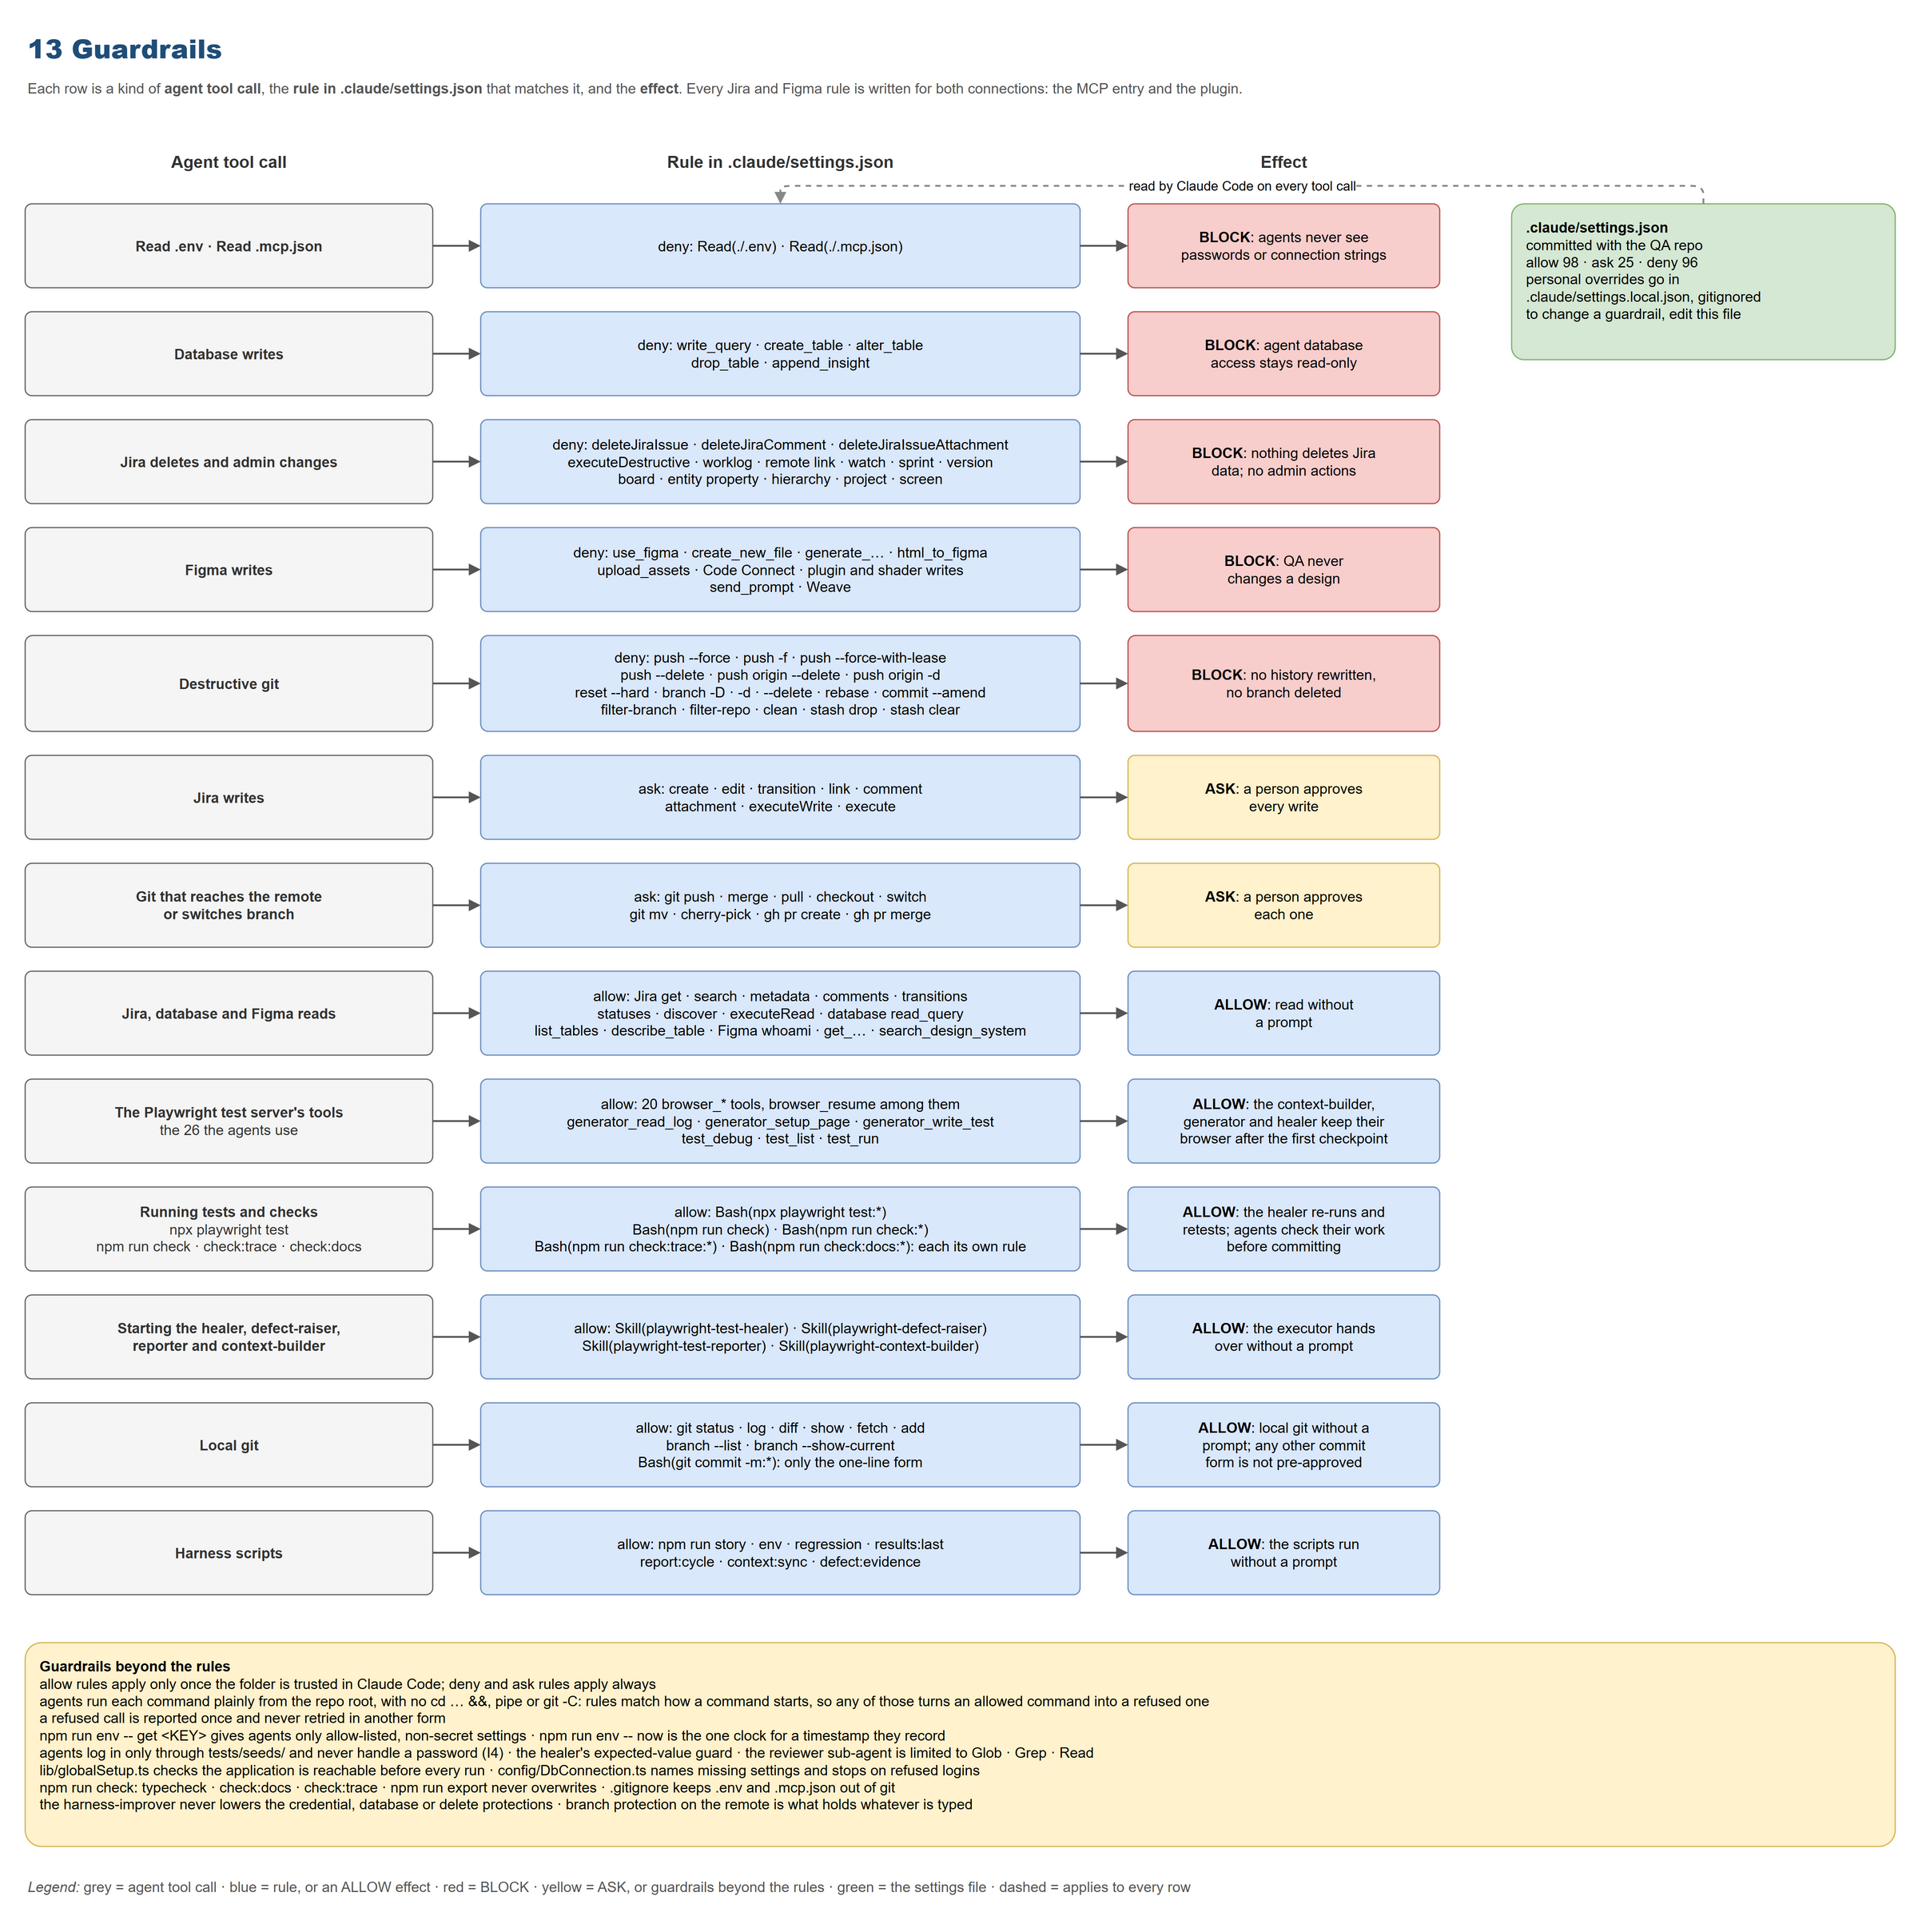 13 Guardrails
Each row is a kind of agent tool call, the rule in .claude/settings.json that matches it, and the effect. Every Jira and Figma rule is written for both connections: the MCP entry and the plugin.
Agent tool call
Rule in .claude/settings.json
Effect
read by Claude Code on every tool call
Read .env · Read .mcp.json
deny: Read(./.env) · Read(./.mcp.json)
BLOCK: agents never see
passwords or connection strings
.claude/settings.json
committed with the QA repo
allow 98 · ask 25 · deny 96
personal overrides go in
.claude/settings.local.json, gitignored
to change a guardrail, edit this file
Database writes
deny: write_query · create_table · alter_table
drop_table · append_insight
BLOCK: agent database
access stays read-only
Jira deletes and admin changes
deny: deleteJiraIssue · deleteJiraComment · deleteJiraIssueAttachment
executeDestructive · worklog · remote link · watch · sprint · version
board · entity property · hierarchy · project · screen
BLOCK: nothing deletes Jira
data; no admin actions
Figma writes
deny: use_figma · create_new_file · generate_… · html_to_figma
upload_assets · Code Connect · plugin and shader writes
send_prompt · Weave
BLOCK: QA never
changes a design
Destructive git
deny: push --force · push -f · push --force-with-lease
push --delete · push origin --delete · push origin -d
reset --hard · branch -D · -d · --delete · rebase · commit --amend
filter-branch · filter-repo · clean · stash drop · stash clear
BLOCK: no history rewritten,
no branch deleted
Jira writes
ask: create · edit · transition · link · comment
attachment · executeWrite · execute
ASK: a person approves
every write
Git that reaches the remote
or switches branch
ask: git push · merge · pull · checkout · switch
git mv · cherry-pick · gh pr create · gh pr merge
ASK: a person approves
each one
Jira, database and Figma reads
allow: Jira get · search · metadata · comments · transitions
statuses · discover · executeRead · database read_query
list_tables · describe_table · Figma whoami · get_… · search_design_system
ALLOW: read without
a prompt
The Playwright test server's tools
the 26 the agents use
allow: 20 browser_* tools, browser_resume among them
generator_read_log · generator_setup_page · generator_write_test
test_debug · test_list · test_run
ALLOW: the context-builder,
generator and healer keep their
browser after the first checkpoint
Running tests and checks
npx playwright test
npm run check · check:trace · check:docs
allow: Bash(npx playwright test:*)
Bash(npm run check) · Bash(npm run check:*)
Bash(npm run check:trace:*) · Bash(npm run check:docs:*): each its own rule
ALLOW: the healer re-runs and
retests; agents check their work
before committing
Starting the healer, defect-raiser,
reporter and context-builder
allow: Skill(playwright-test-healer) · Skill(playwright-defect-raiser)
Skill(playwright-test-reporter) · Skill(playwright-context-builder)
ALLOW: the executor hands
over without a prompt
Local git
allow: git status · log · diff · show · fetch · add
branch --list · branch --show-current
Bash(git commit -m:*): only the one-line form
ALLOW: local git without a
prompt; any other commit
form is not pre-approved
Harness scripts
allow: npm run story · env · regression · results:last
report:cycle · context:sync · defect:evidence
ALLOW: the scripts run
without a prompt
Guardrails beyond the rules
allow rules apply only once the folder is trusted in Claude Code; deny and ask rules apply always
agents run each command plainly from the repo root, with no cd … &&, pipe or git -C: rules match how a command starts, so any of those turns an allowed command into a refused one
a refused call is reported once and never retried in another form
npm run env -- get <KEY> gives agents only allow-listed, non-secret settings · npm run env -- now is the one clock for a timestamp they record
agents log in only through tests/seeds/ and never handle a password (I4) · the healer's expected-value guard · the reviewer sub-agent is limited to Glob · Grep · Read
lib/globalSetup.ts checks the application is reachable before every run · config/DbConnection.ts names missing settings and stops on refused logins
npm run check: typecheck · check:docs · check:trace · npm run export never overwrites · .gitignore keeps .env and .mcp.json out of git
the harness-improver never lowers the credential, database or delete protections · branch protection on the remote is what holds whatever is typed
Legend: grey = agent tool call · blue = rule, or an ALLOW effect · red = BLOCK · yellow = ASK, or guardrails beyond the rules · green = the settings file · dashed = applies to every row